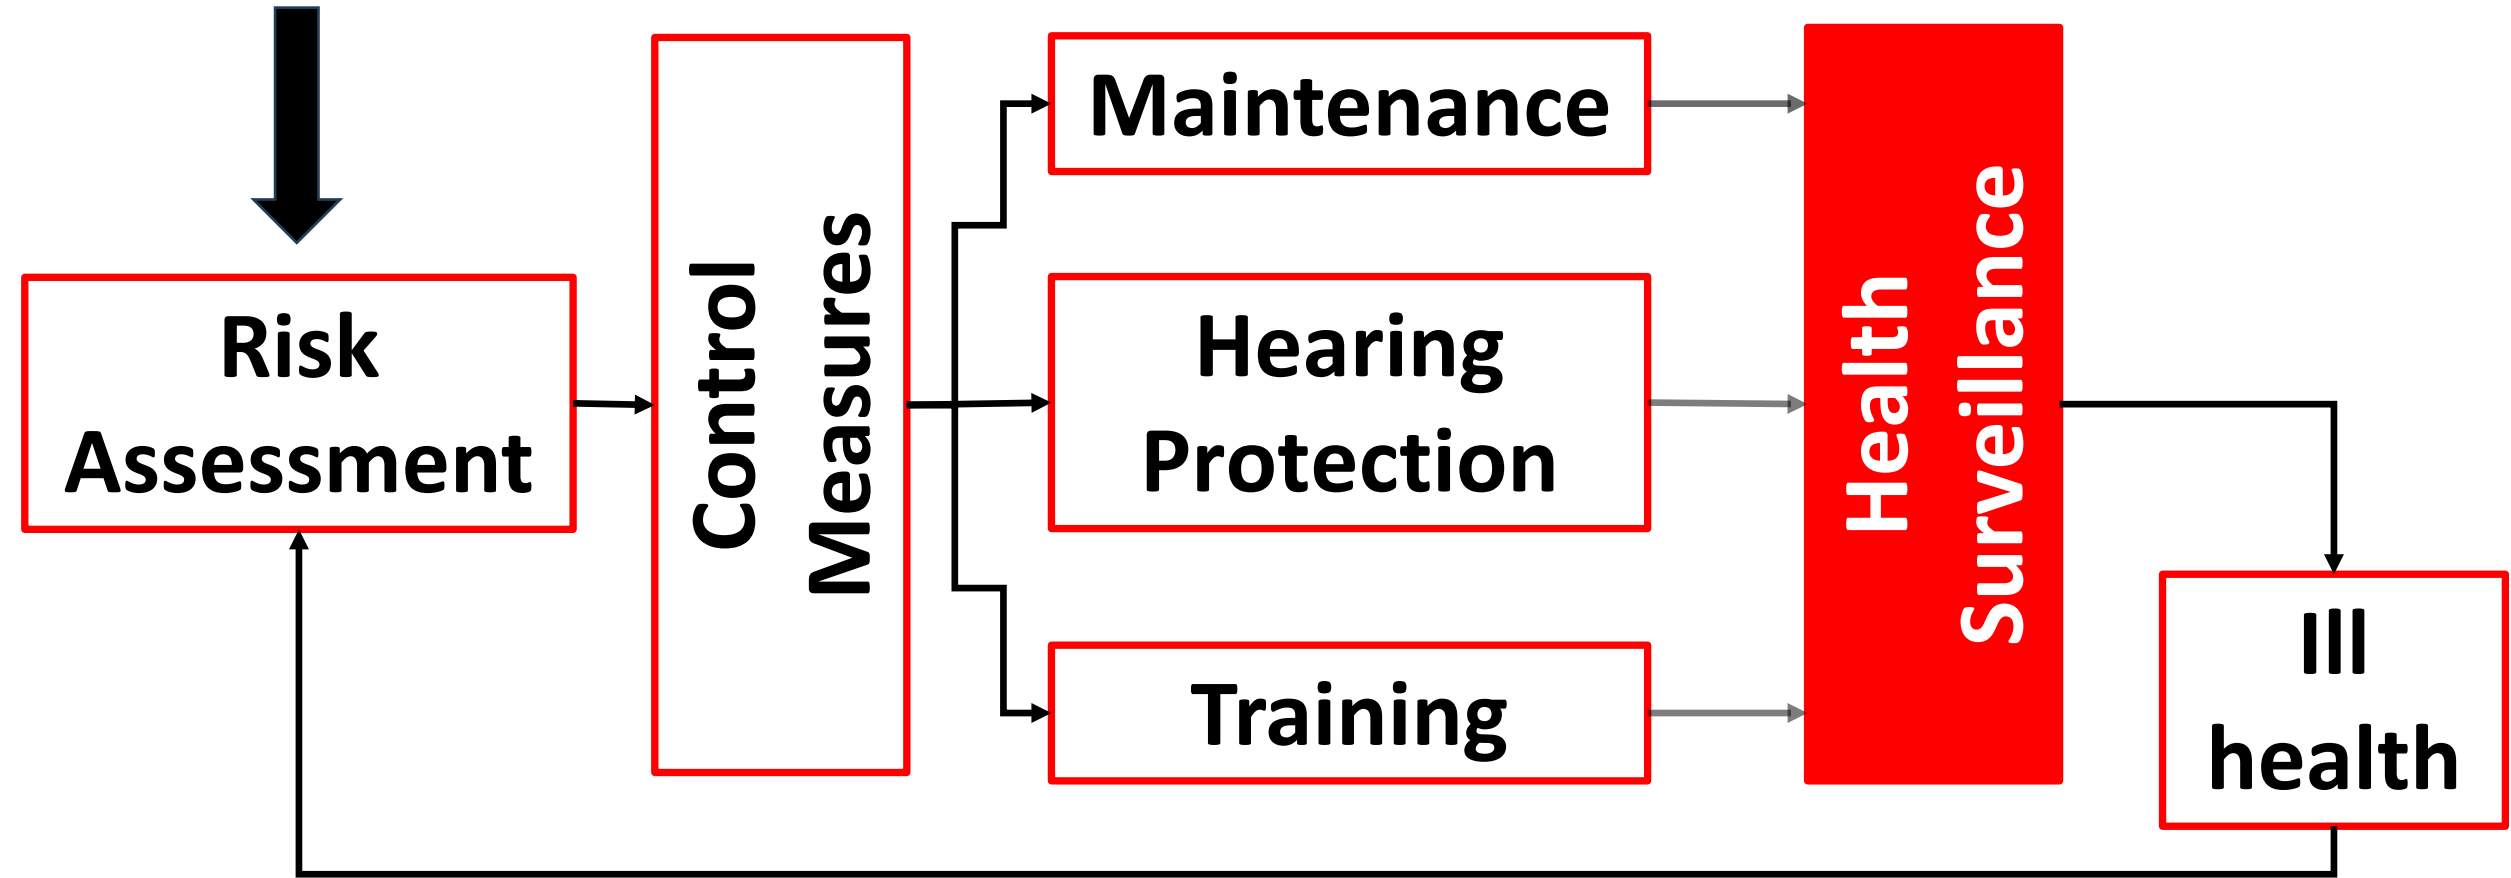 Risk
Assessment
Control
Measures
Maintenance
Hearing
Protection
Training
Health
Surveillance
Ill
health